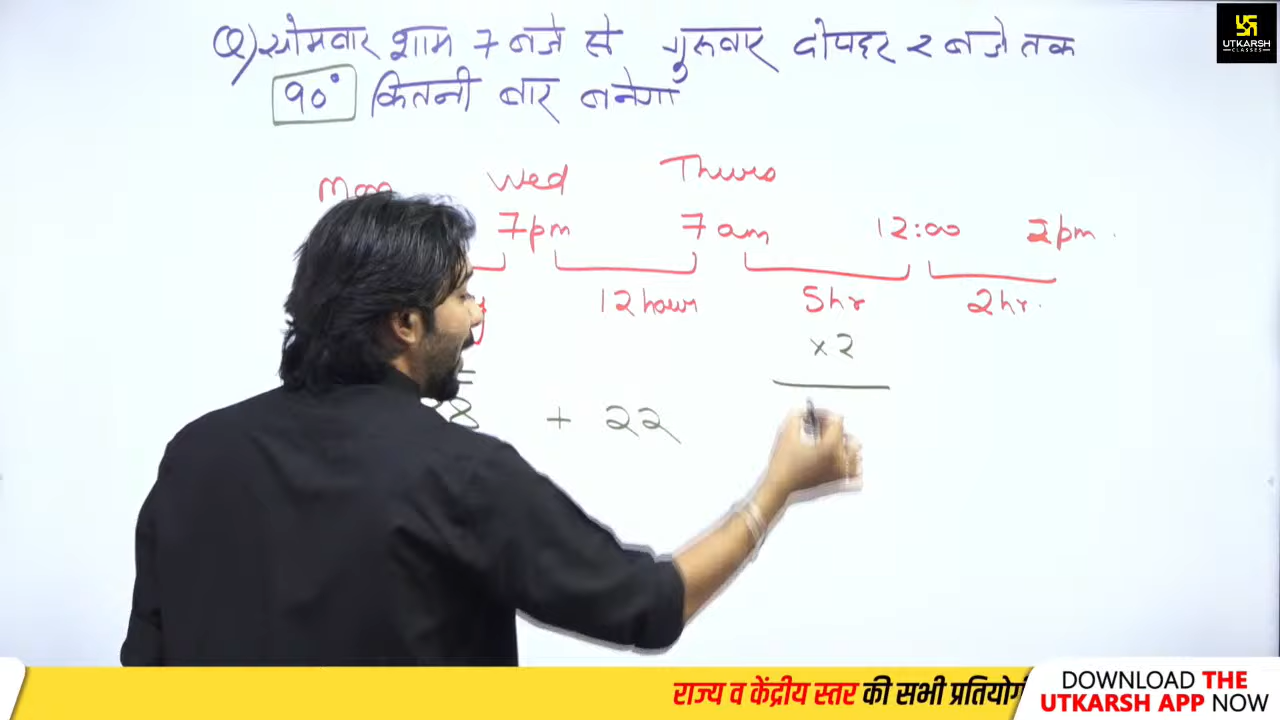 Q) सोमवार शाम 7 बजे से गुरूवार दोपहर 2 बजे तक
90° कितनी बार बनेगा
Mon Wed Thurs
7pm 7am 12:00 2pm.
12 hour 5hr 2hr.
×2
+ 22
UTKARSH
CLASSES
राज्य व केंद्रीय स्तर की सभी
DOWNLOAD THE
UTKARSH APP NOW